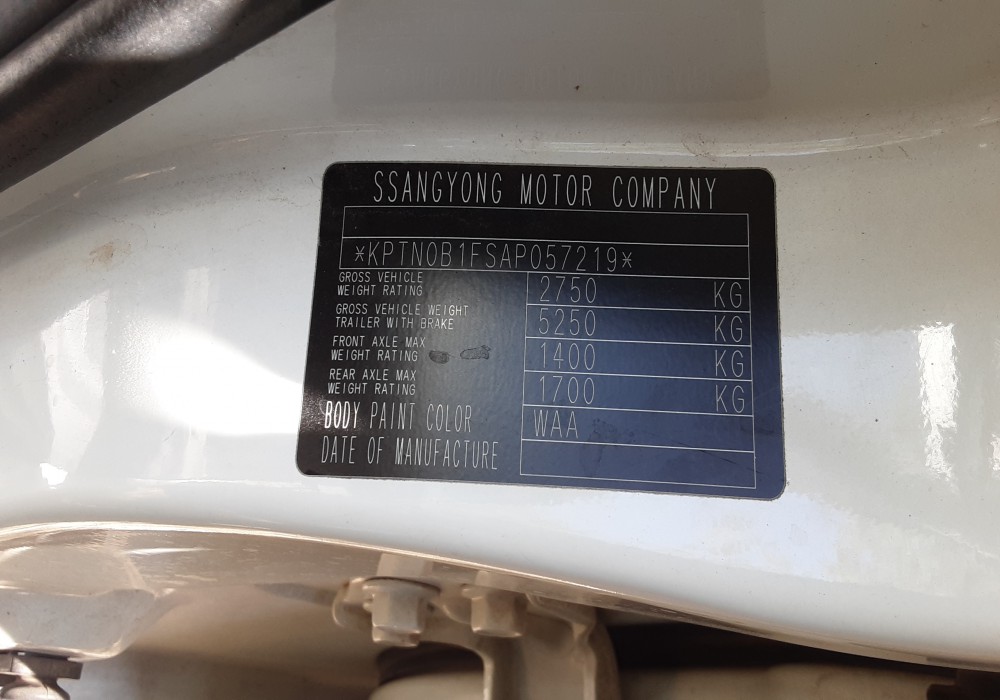 SSANGYONG MOTOR COMPANY
*KPTN0B1FSAP057219*
GROSS VEHICLE
WEIGHT RATING 2750 KG
GROSS VEHICLE WEIGHT
TRAILER WITH BRAKE 5250 KG
FRONT AXLE MAX
WEIGHT RATING 1400 KG
REAR AXLE MAX
WEIGHT RATING 1700 KG
BODY PAINT COLOR WAA
DATE OF MANUFACTURE